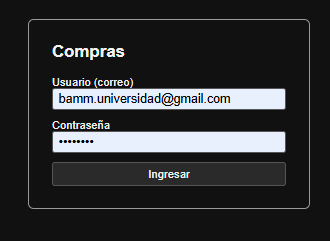 Compras
Usuario (correo)
bamm.universidad@gmail.com
Contraseña
••••••••
Ingresar